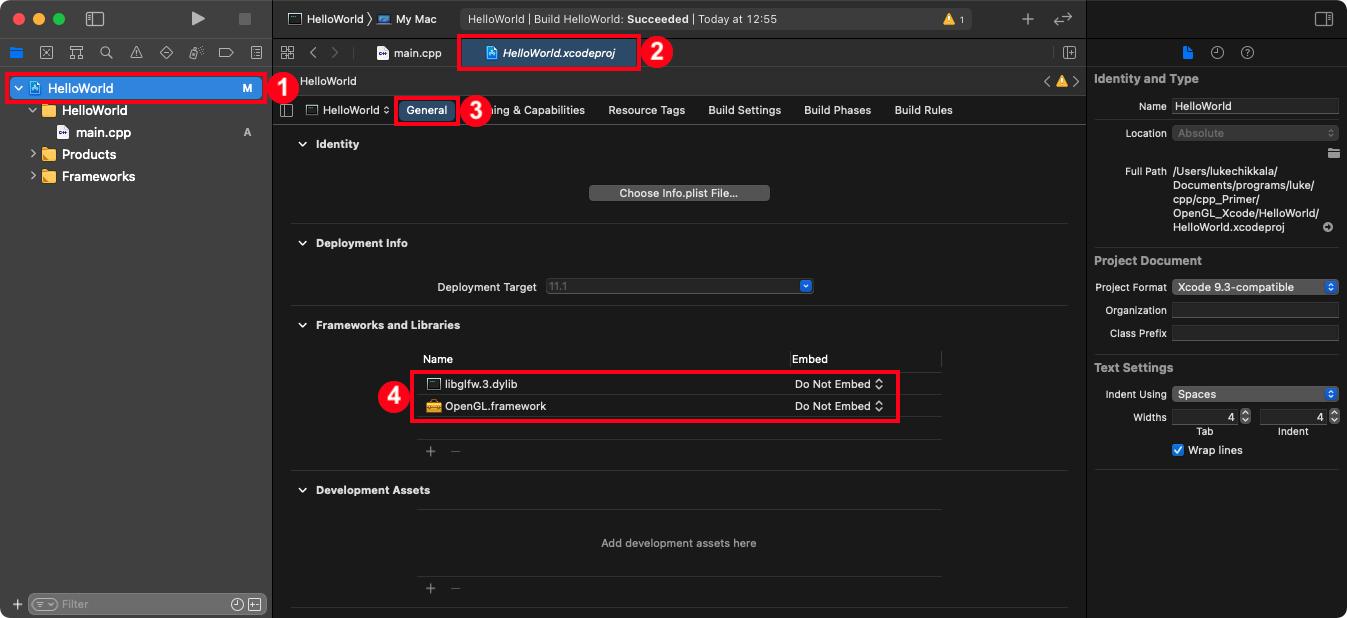 HelloWorld 〉 My Mac
HelloWorld | Build HelloWorld: Succeeded | Today at 12:55
1
main.cpp
HelloWorld.xcodeproj
2
HelloWorld M
1
HelloWorld
main.cpp A
Products
Frameworks
Filter
HelloWorld
HelloWorld
General
3
ing & Capabilities
Resource Tags
Build Settings
Build Phases
Build Rules
Identity
Choose Info.plist File...
Deployment Info
Deployment Target 11.1
Frameworks and Libraries
Name Embed
4
libglfw.3.dylib Do Not Embed
OpenGL.framework Do Not Embed
+ −
Development Assets
Add development assets here
+ −
Identity and Type
Name HelloWorld
Location Absolute
Full Path /Users/lukechikkala/
Documents/programs/luke/
cpp/cpp_Primer/
OpenGL_Xcode/HelloWorld/
HelloWorld.xcodeproj
Project Document
Project Format Xcode 9.3-compatible
Organization
Class Prefix
Text Settings
Indent Using Spaces
Widths 4 4
Tab Indent
Wrap lines